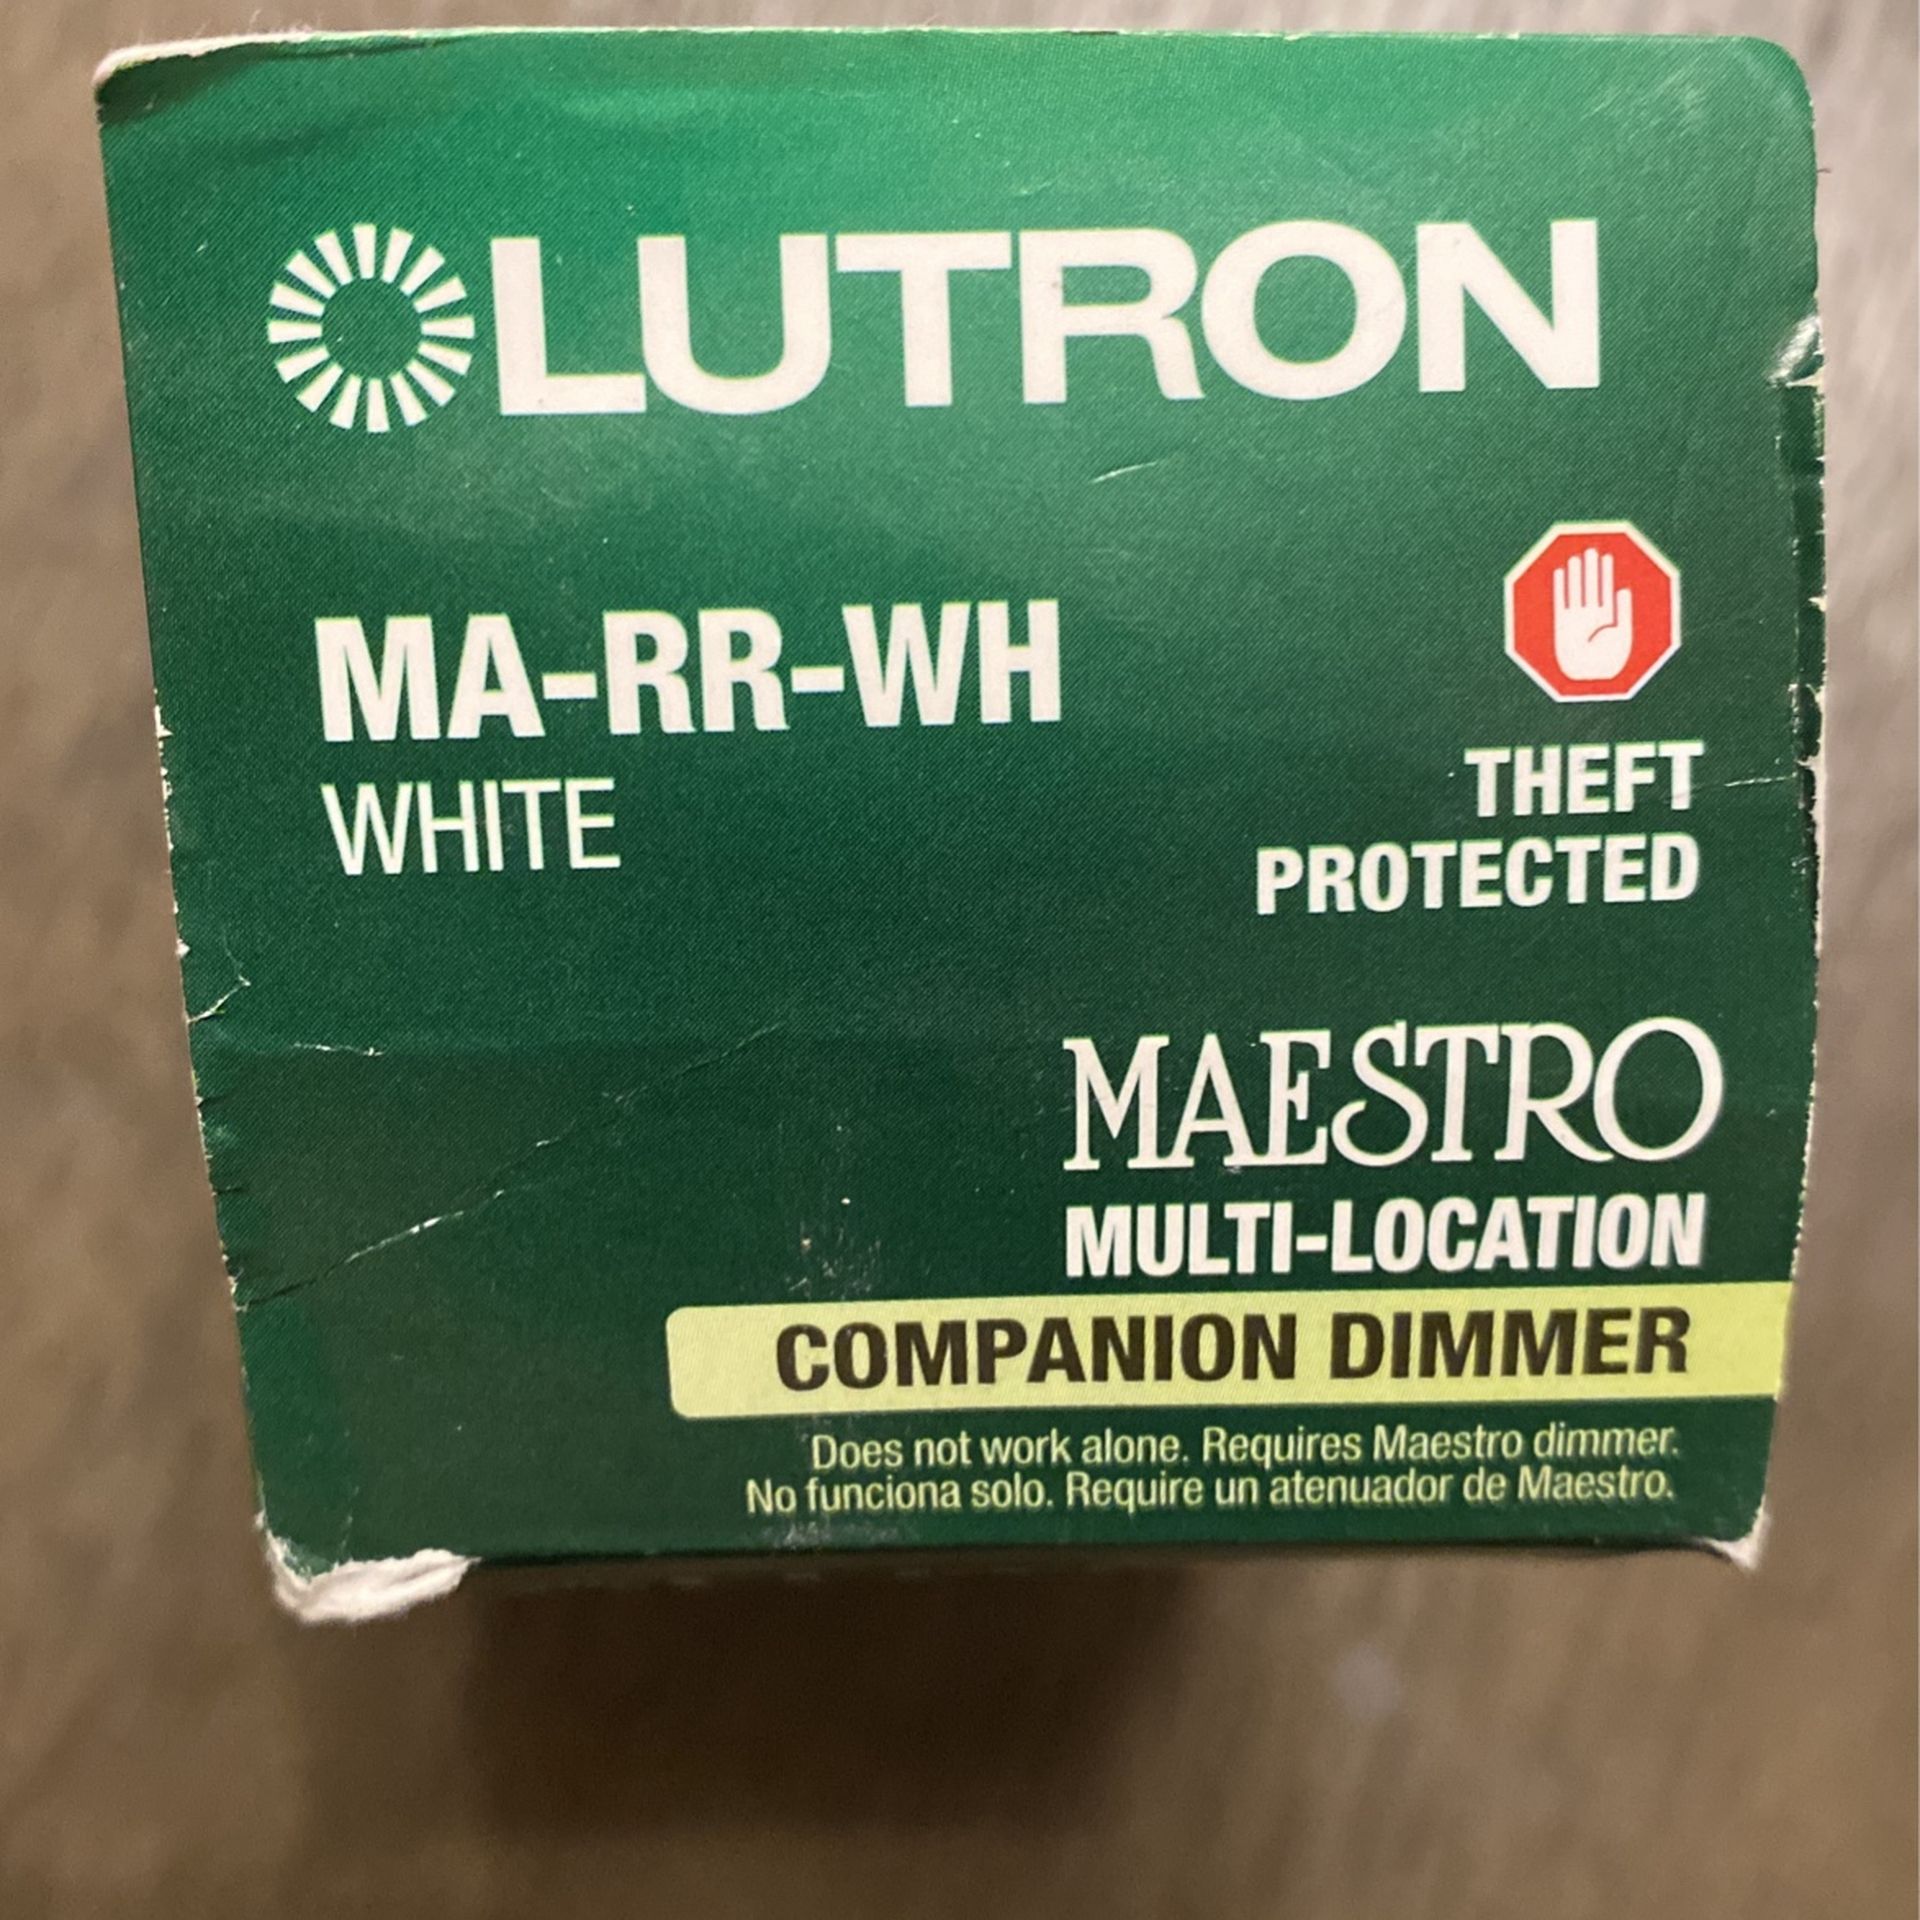 LUTRON
MA-RR-WH
WHITE
THEFT
PROTECTED
MAESTRO
MULTI-LOCATION
COMPANION DIMMER
Does not work alone. Requires Maestro dimmer.
No funciona solo. Require un atenuador de Maestro.